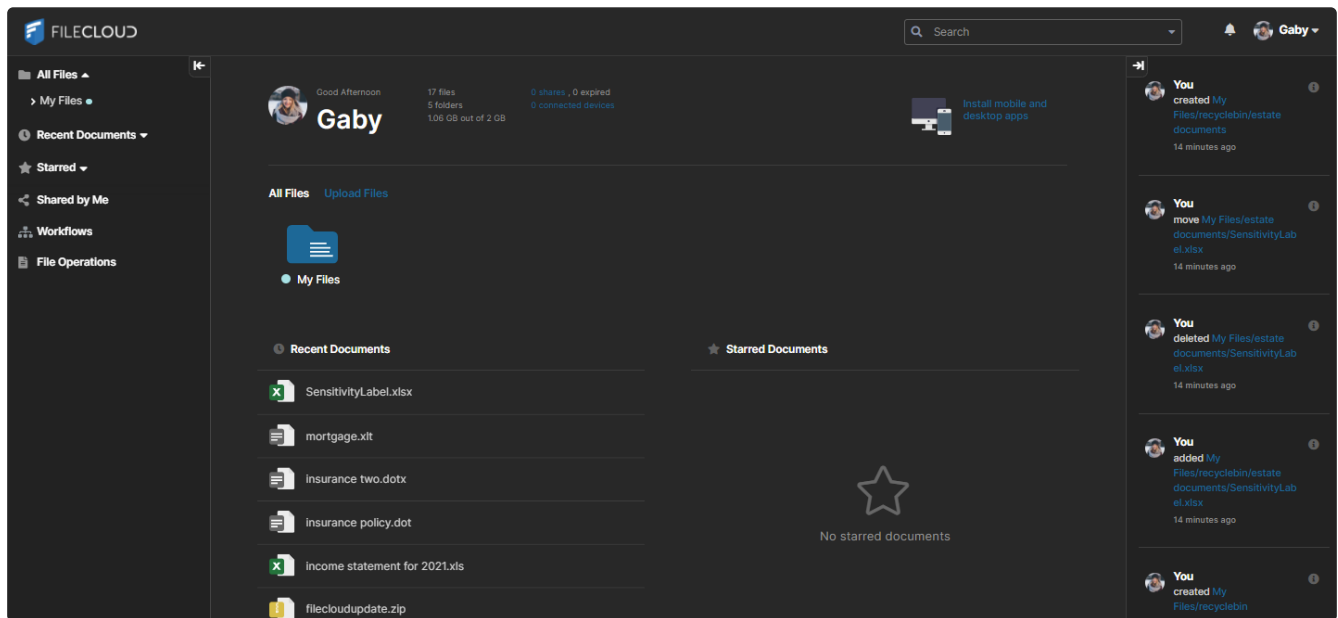 FILECLOUD
Search
Gaby
All Files
My Files
Recent Documents
Starred
Shared by Me
Workflows
File Operations
Good Afternoon
Gaby
17 files
5 folders
1.06 GB out of 2 GB
0 shares , 0 expired
0 connected devices
Install mobile and
desktop apps
All Files Upload Files
My Files
Recent Documents
SensitivityLabel.xlsx
mortgage.xlt
insurance two.dotx
insurance policy.dot
income statement for 2021.xls
filecloudupdate.zip
Starred Documents
No starred documents
You
created My
Files/recyclebin/estate
documents
14 minutes ago
You
move My Files/estate
documents/SensitivityLab
el.xlsx
14 minutes ago
You
deleted My Files/estate
documents/SensitivityLab
el.xlsx
14 minutes ago
You
added My
Files/recyclebin/estate
documents/SensitivityLab
el.xlsx
14 minutes ago
You
created My
Files/recyclebin